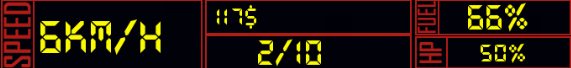 SPEED 6KM/H
117$
2/10
FUEL 66%
HP 50%